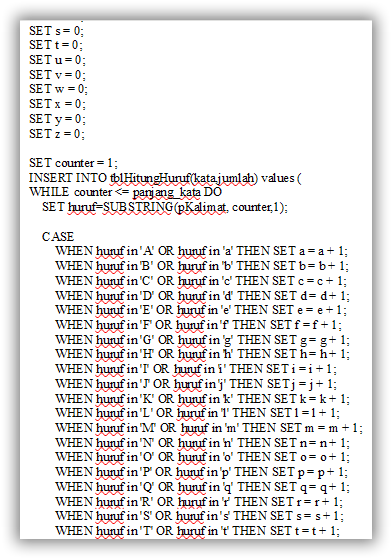 SET s = 0;
SET t = 0;
SET u = 0;
SET v = 0;
SET w = 0;
SET x = 0;
SET y = 0;
SET z = 0;
SET counter = 1;
INSERT INTO tblHitungHuruf(kata,jumlah) values (
WHILE counter <= panjang_kata DO
SET huruf=SUBSTRING(pKalimat, counter,1);
CASE
WHEN huruf in 'A' OR huruf in 'a' THEN SET a = a + 1;
WHEN huruf in 'B' OR huruf in 'b' THEN SET b = b + 1;
WHEN huruf in 'C' OR huruf in 'c' THEN SET c = c + 1;
WHEN huruf in 'D' OR huruf in 'd' THEN SET d = d + 1;
WHEN huruf in 'E' OR huruf in 'e' THEN SET e = e + 1;
WHEN huruf in 'F' OR huruf in 'f' THEN SET f = f + 1;
WHEN huruf in 'G' OR huruf in 'g' THEN SET g = g + 1;
WHEN huruf in 'H' OR huruf in 'h' THEN SET h = h + 1;
WHEN huruf in 'I' OR huruf in 'i' THEN SET i = i + 1;
WHEN huruf in 'J' OR huruf in 'j' THEN SET j = j + 1;
WHEN huruf in 'K' OR huruf in 'k' THEN SET k = k + 1;
WHEN huruf in 'L' OR huruf in 'l' THEN SET l = l + 1;
WHEN huruf in 'M' OR huruf in 'm' THEN SET m = m + 1;
WHEN huruf in 'N' OR huruf in 'n' THEN SET n = n + 1;
WHEN huruf in 'O' OR huruf in 'o' THEN SET o = o + 1;
WHEN huruf in 'P' OR huruf in 'p' THEN SET p = p + 1;
WHEN huruf in 'Q' OR huruf in 'q' THEN SET q = q + 1;
WHEN huruf in 'R' OR huruf in 'r' THEN SET r = r + 1;
WHEN huruf in 'S' OR huruf in 's' THEN SET s = s + 1;
WHEN huruf in 'T' OR huruf in 't' THEN SET t = t + 1;